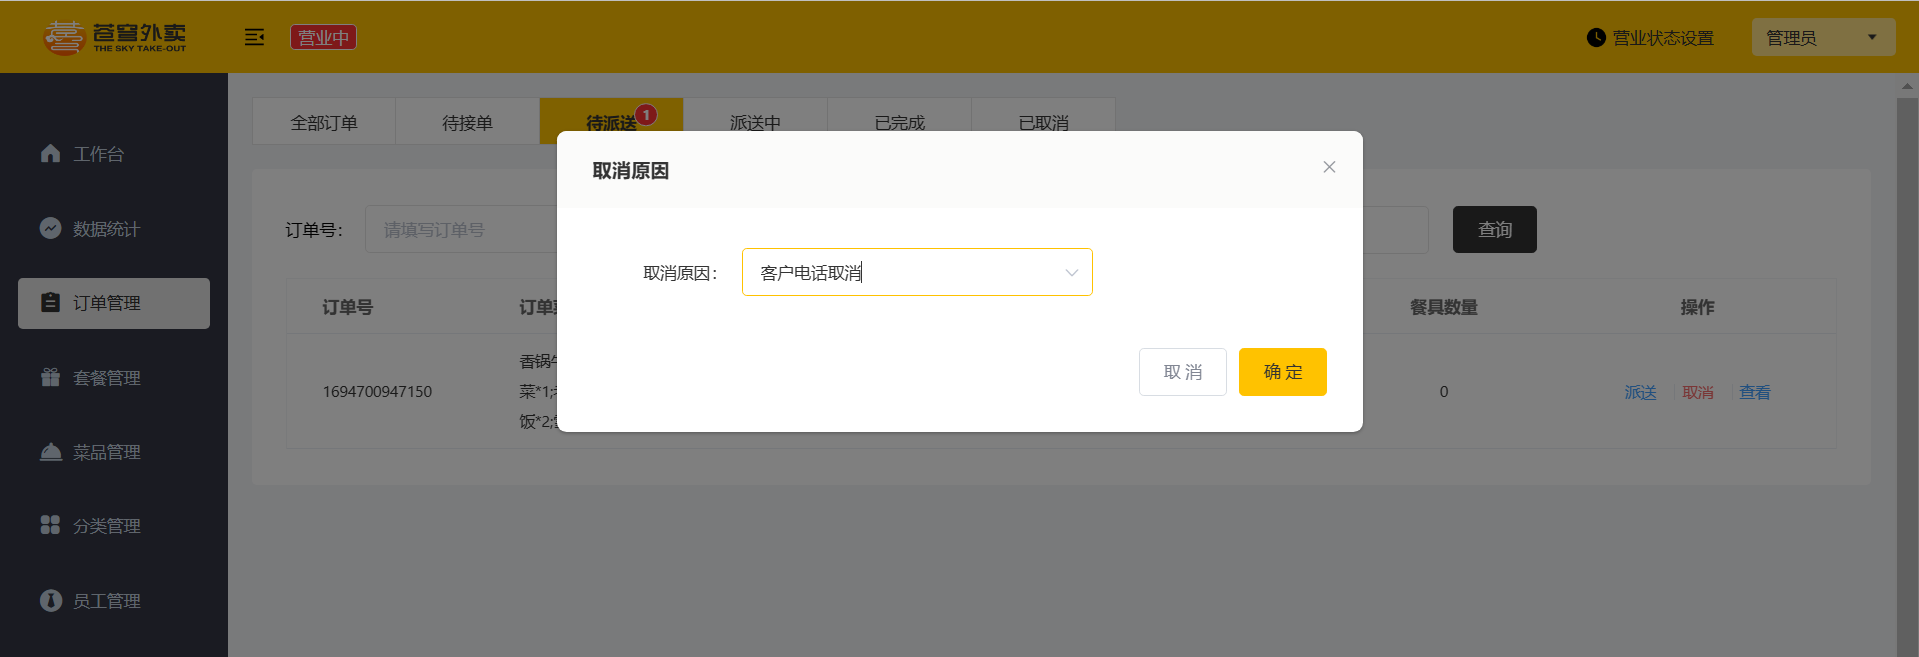 苍穹外卖
THE SKY TAKE-OUT
营业中
营业状态设置
管理员
工作台
数据统计
订单管理
套餐管理
菜品管理
分类管理
员工管理
全部订单
待接单
待派送
1
派送中
已完成
已取消
订单号：
请填写订单号
查询
取消原因
取消原因：
客户电话取消
取 消
确 定
订单号
餐具数量
操作
1694700947150
香锅
菜*1;
饭*2;
0
派送
取消
查看